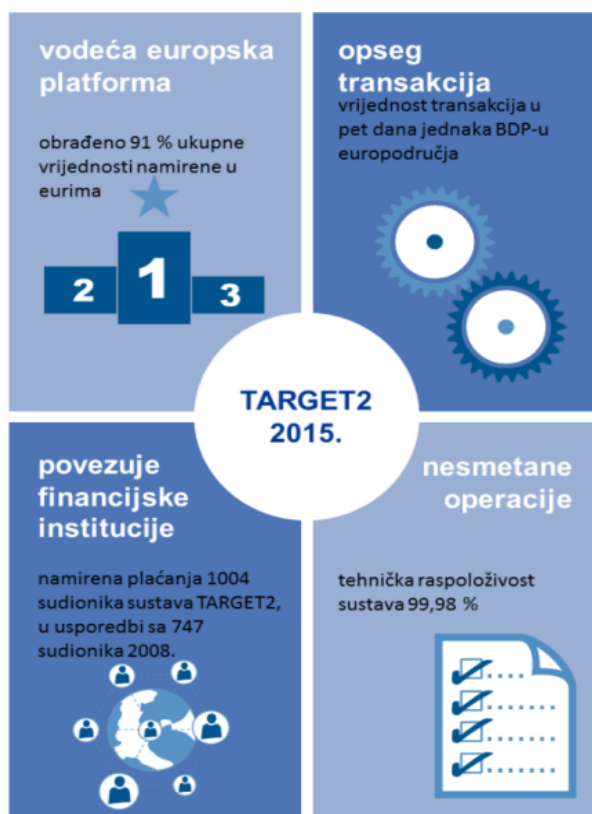 vodeća europska
platforma
obrađeno 91 % ukupne
vrijednosti namirene u
eurima
2
1
3
opseg
transakcija
vrijednost transakcija u
pet dana jednaka BDP-u
europodručja
TARGET2
2015.
povezuje
financijske
institucije
namirena plaćanja 1004
sudionika sustava TARGET2,
u usporedbi sa 747
sudionika 2008.
nesmetane
operacije
tehnička raspoloživost
sustava 99,98 %